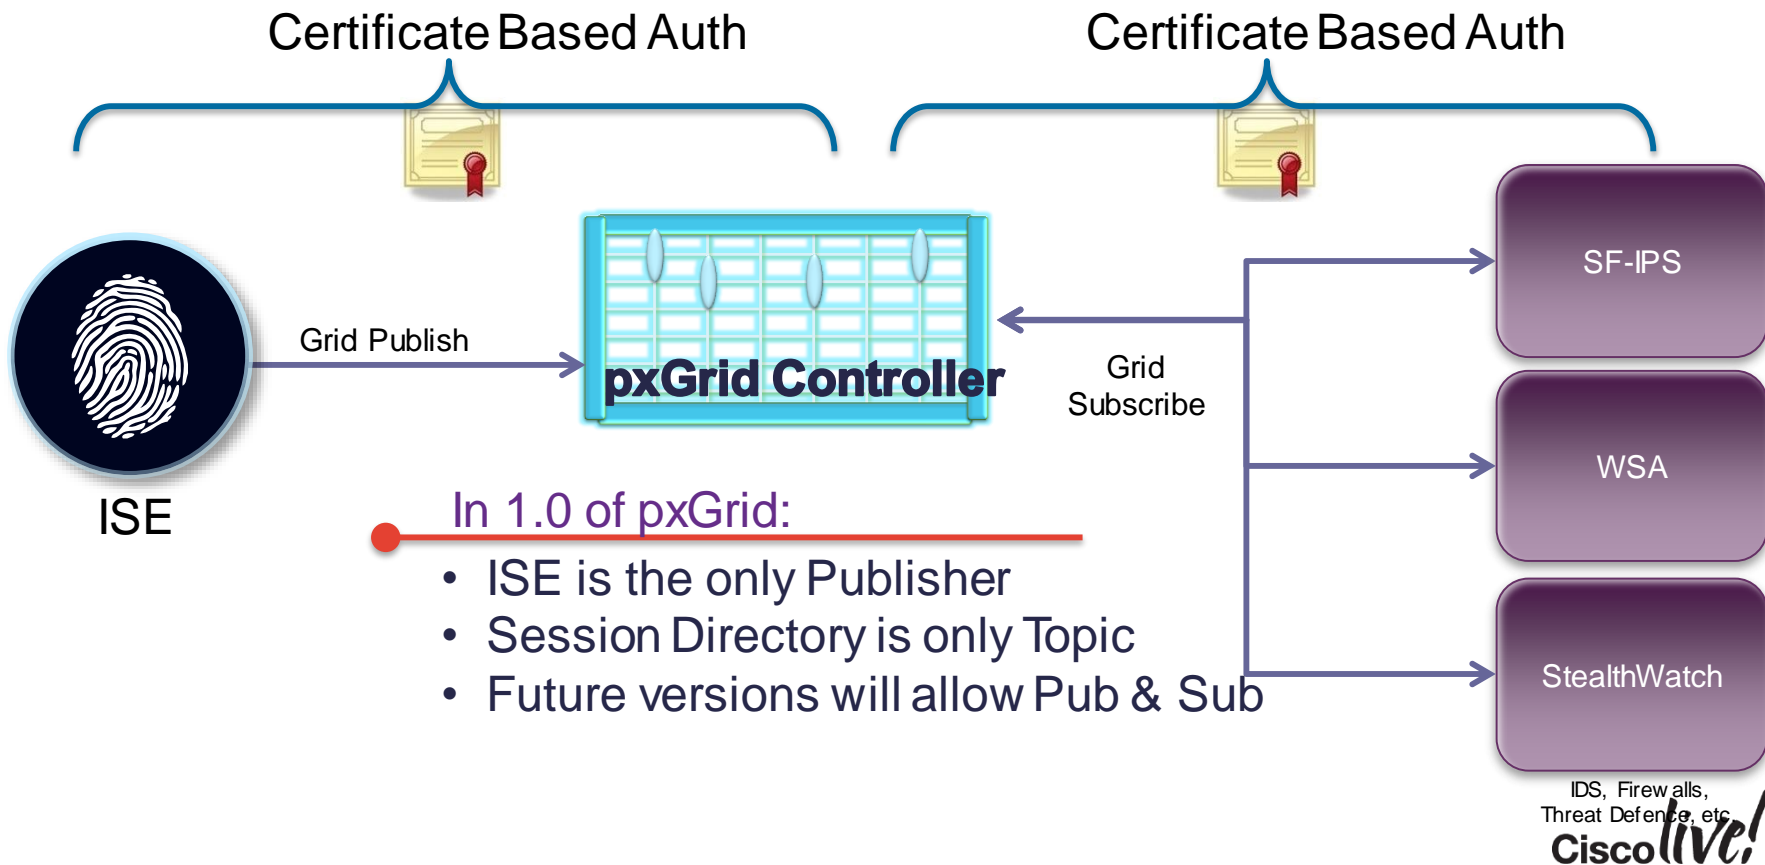 Certificate Based Auth
Certificate Based Auth
SF-IPS
Grid Publish
pxGrid Controller
Grid
Subscribe
WSA
ISE
In 1.0 of pxGrid:
• ISE is the only Publisher
• Session Directory is only Topic
• Future versions will allow Pub & Sub
StealthWatch
IDS, Firewalls,
Threat Defence, etc.
Cisco live!